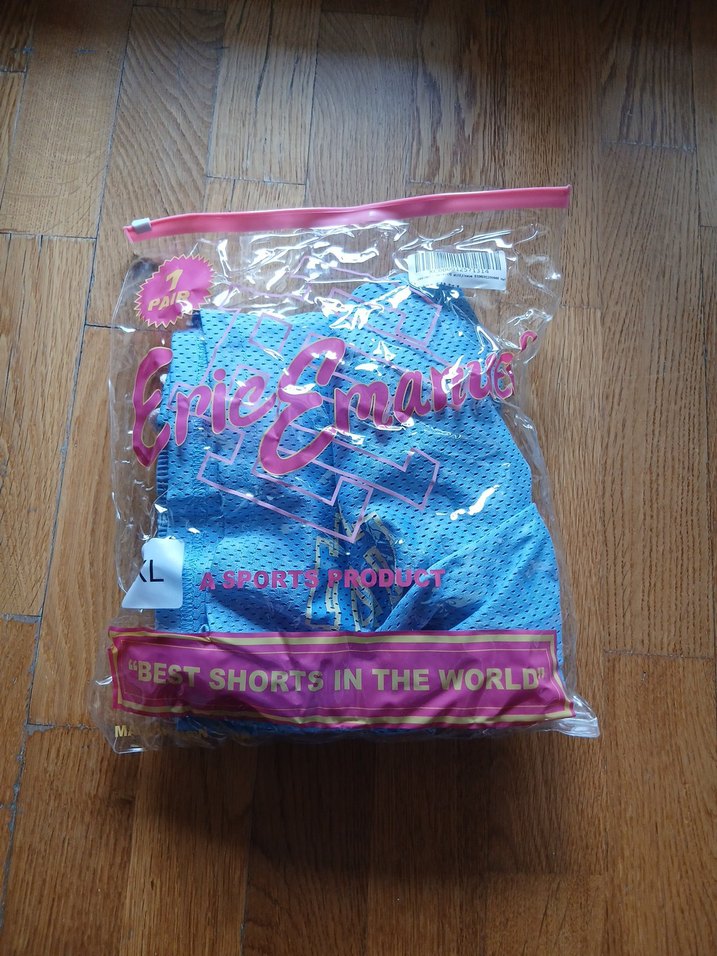 1
PAIR
Eric Emanuel
XL
A SPORTS PRODUCT
"BEST SHORTS IN THE WORLD"